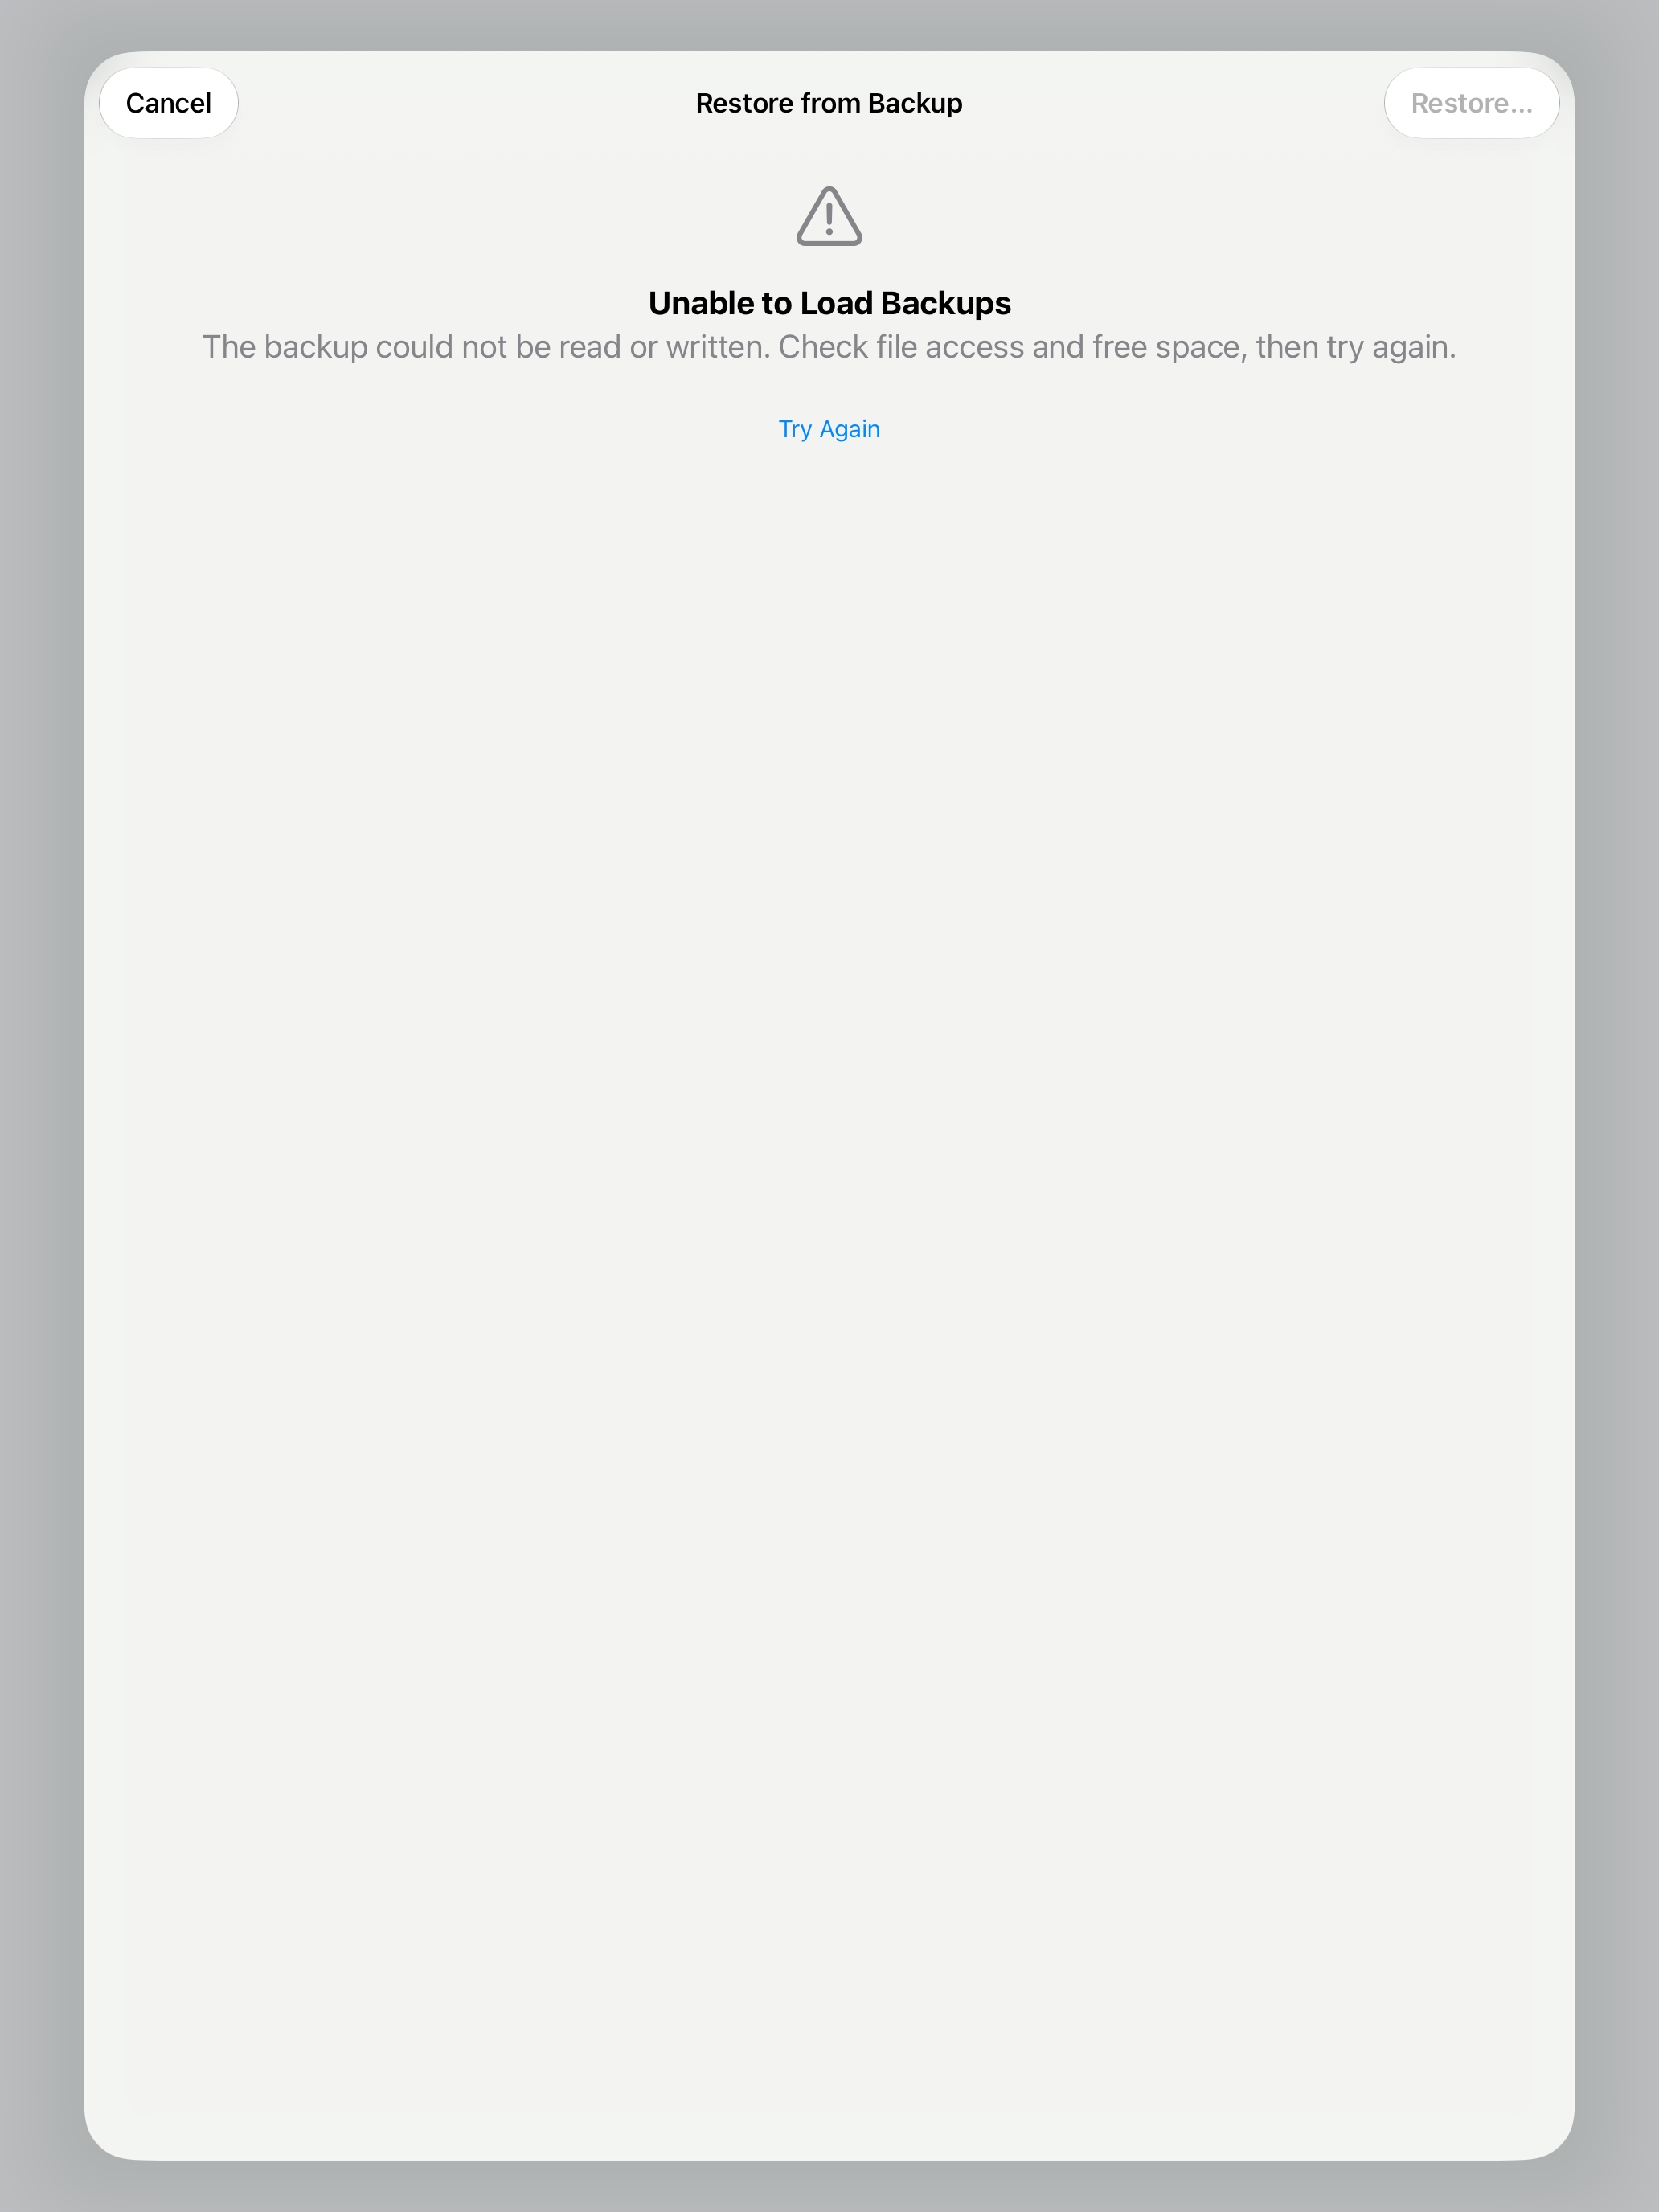 Cancel
Restore from Backup
Restore...
Unable to Load Backups
The backup could not be read or written. Check file access and free space, then try again.
Try Again